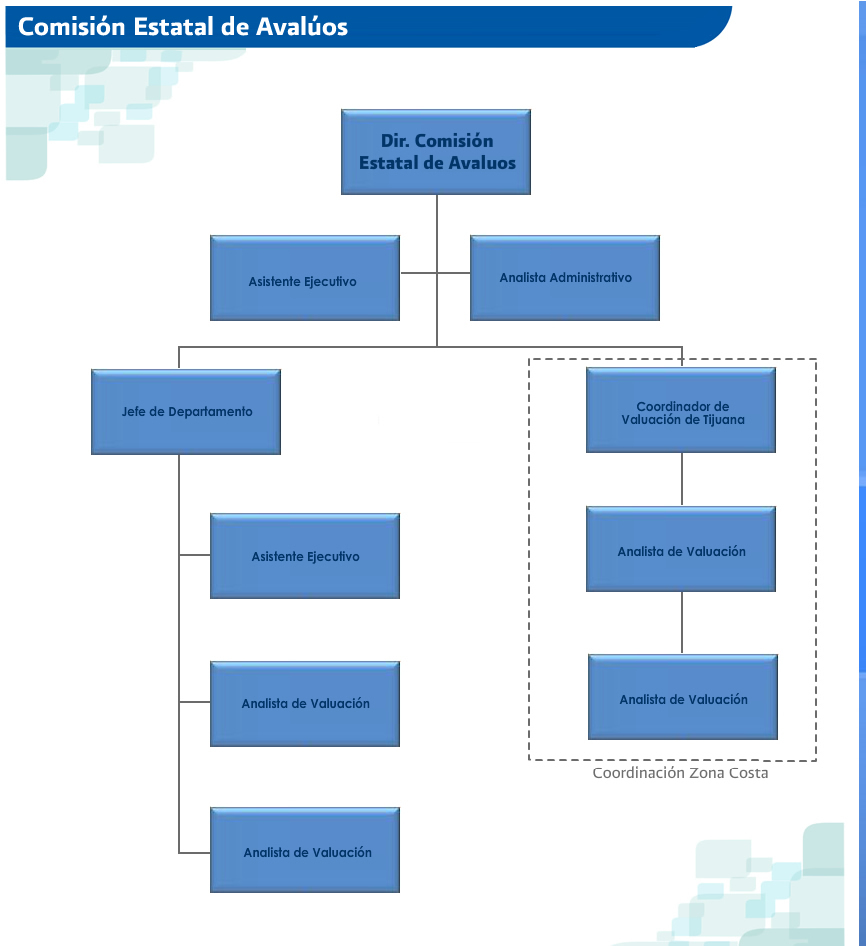 Comisión Estatal de Avalúos
Dir. Comisión
Estatal de Avaluos
Asistente Ejecutivo
Analista Administrativo
Jefe de Departamento
Coordinador de
Valuación de Tijuana
Asistente Ejecutivo
Analista de Valuación
Analista de Valuación
Analista de Valuación
Analista de Valuación
Coordinación Zona Costa